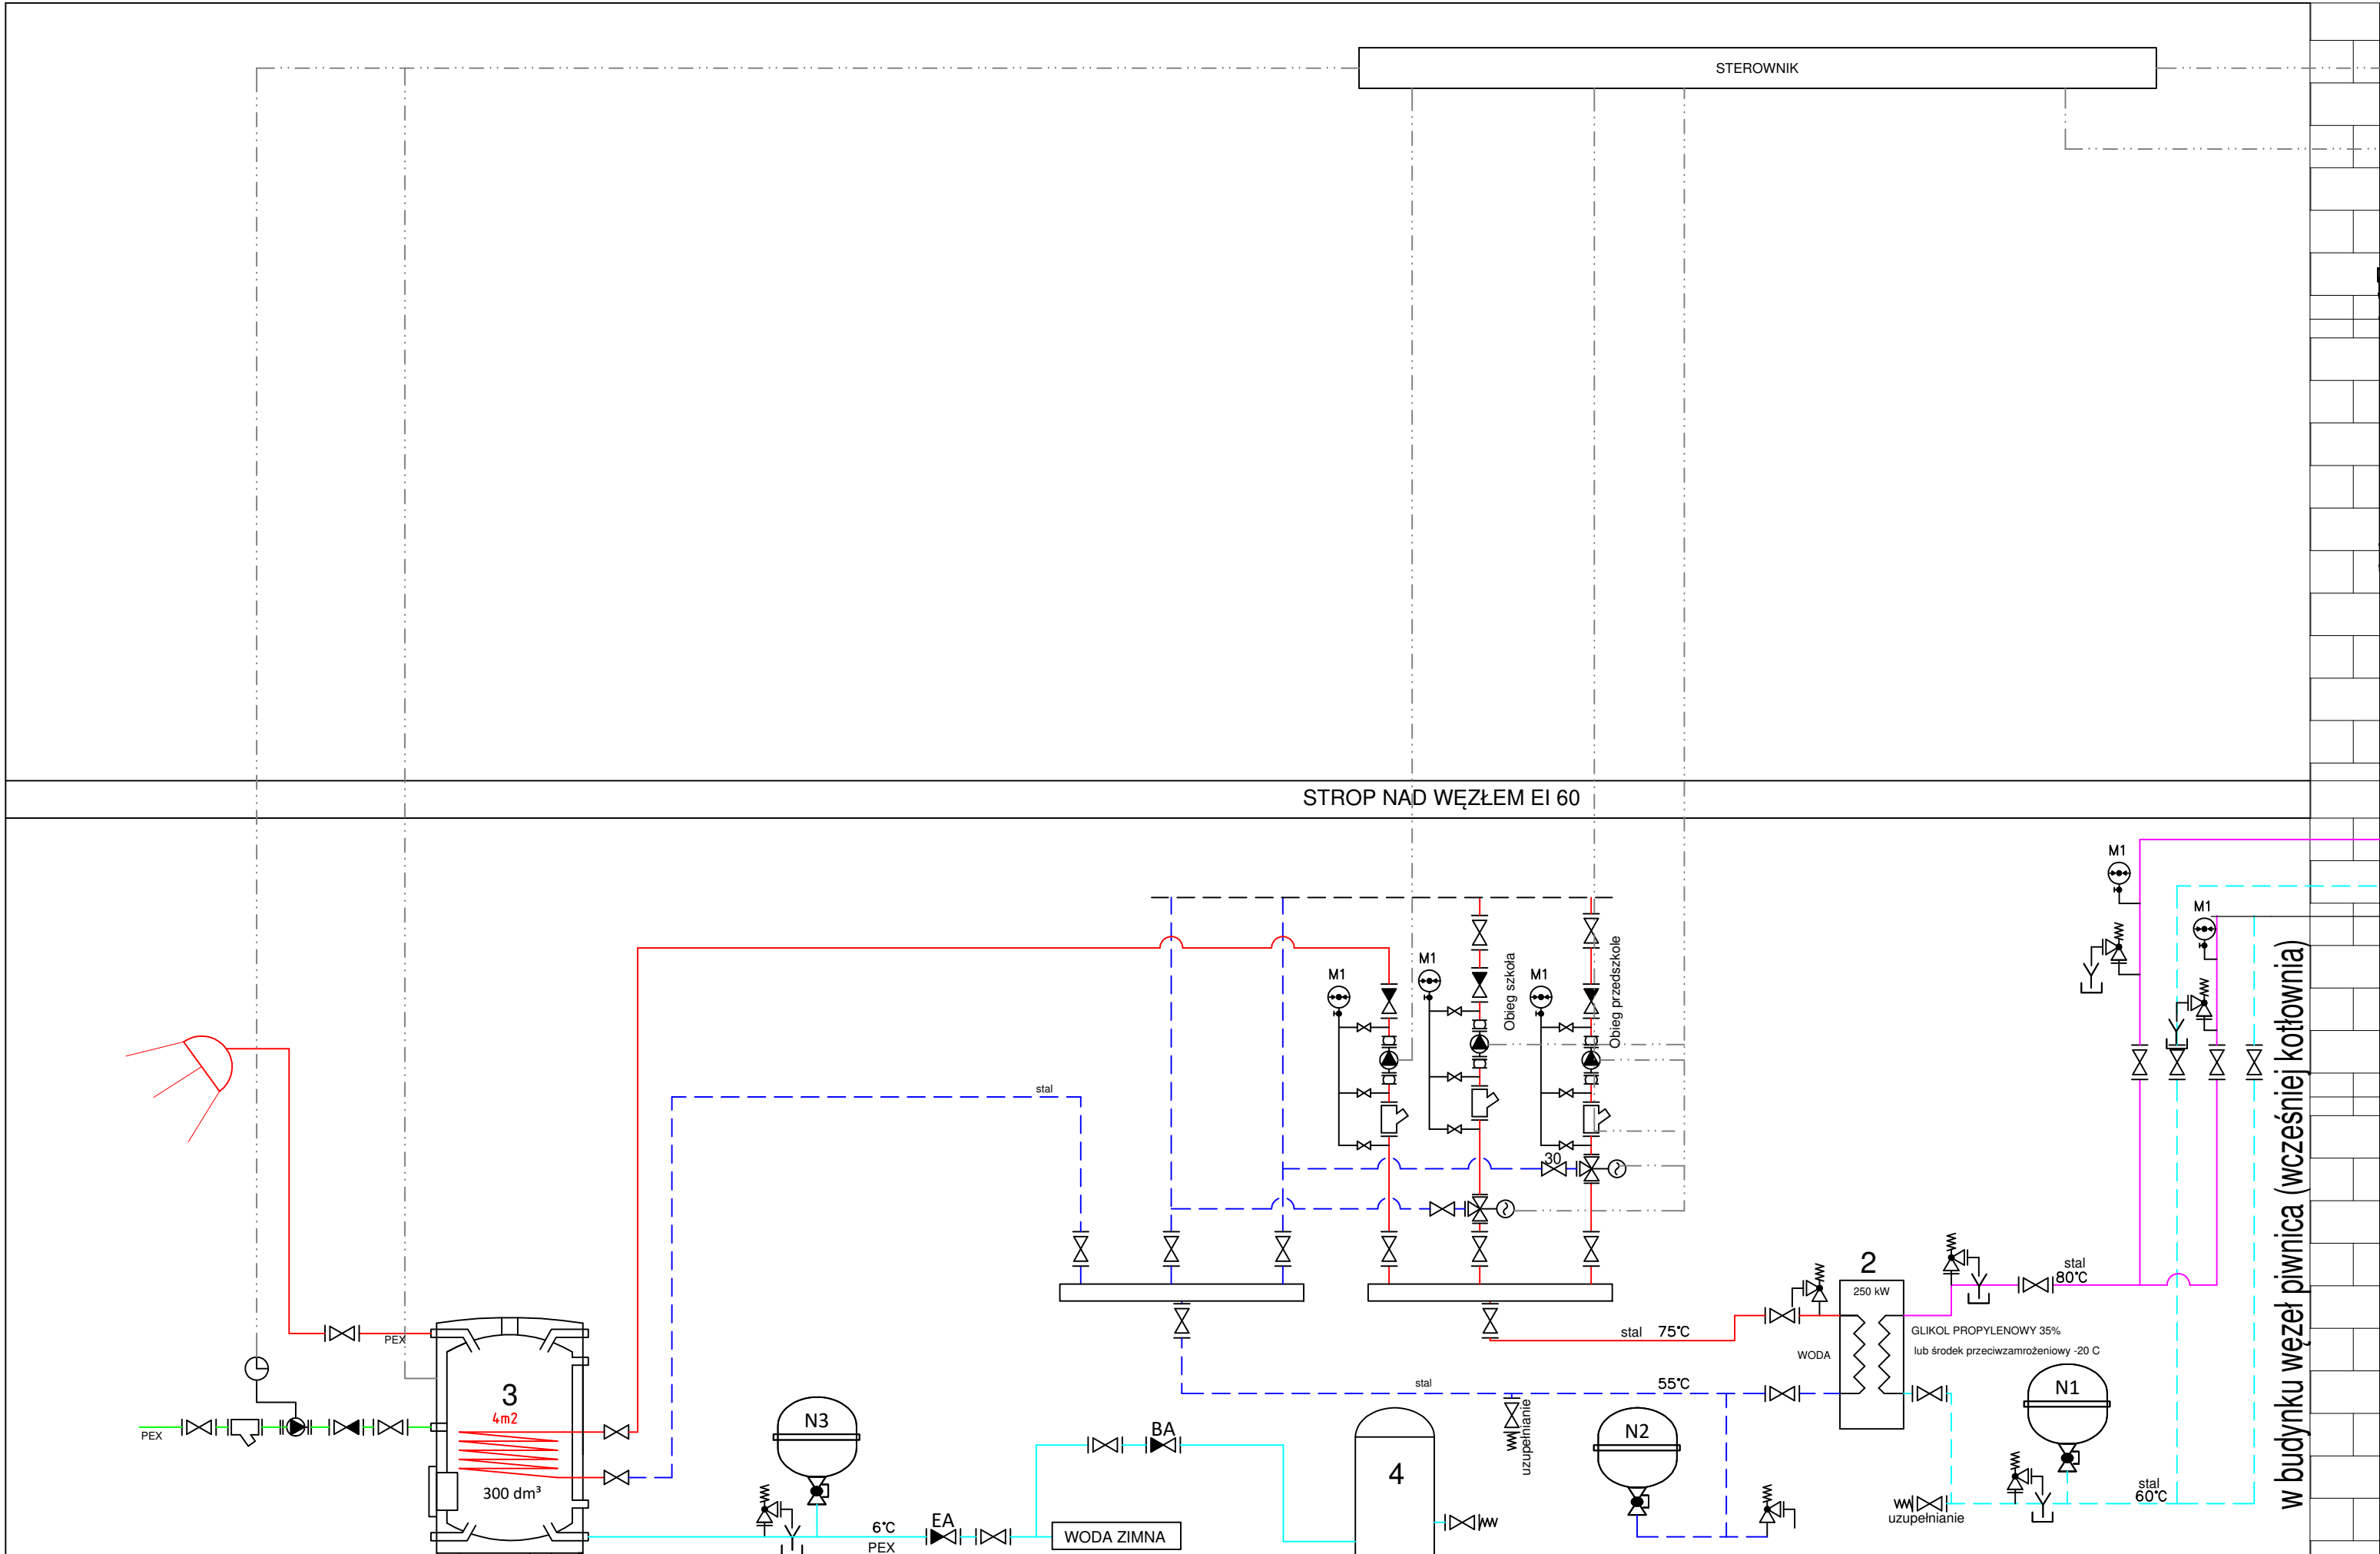 STEROWNIK
STROP NAD WĘZŁEM EI 60
M1
M1
M1
M1
M1
Obieg szkoła
Obieg przedszkole
stal
30
w budynku węzeł piwnica (wcześniej kotłownia)
2
250 kW
stal
80°C
stal 75°C
GLIKOL PROPYLENOWY 35%
lub środek przeciwzamrożeniowy -20 C
WODA
PEX
stal
55°C
3
4m2
300 dm³
PEX
N3
BA
4
uzupełnianie
N2
N1
stal
60°C
uzupełnianie
6°C
PEX
EA
WODA ZIMNA